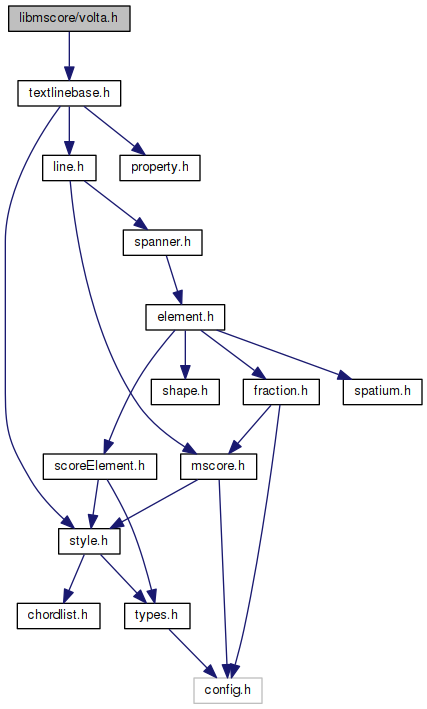 libmscore/volta.h
textlinebase.h
line.h
property.h
spanner.h
element.h
shape.h
fraction.h
spatium.h
scoreElement.h
mscore.h
style.h
chordlist.h
types.h
config.h